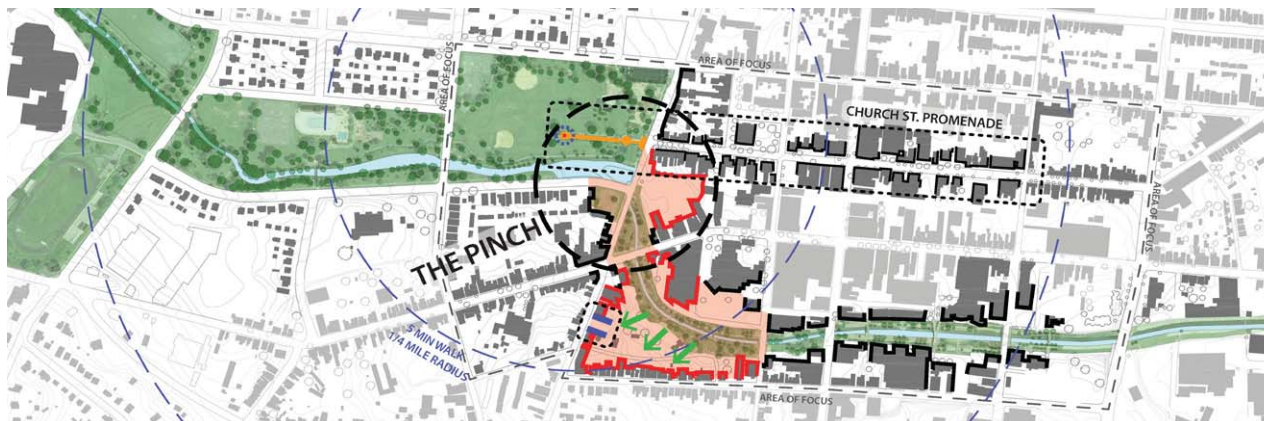 AREA OF FOCUS
AREA OF FOCUS
CHURCH ST. PROMENADE
THE PINCH!
AREA OF FOCUS
5 MIN WALK
1/4 MILE RADIUS
AREA OF FOCUS